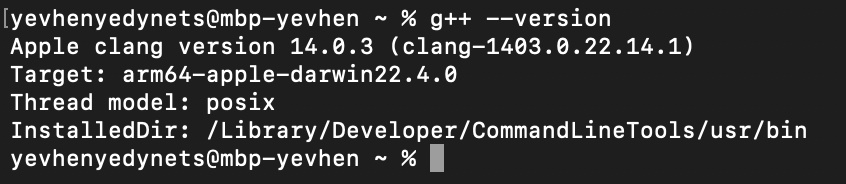 [yevhenyedynets@mbp-yevhen ~ % g++ --version
Apple clang version 14.0.3 (clang-1403.0.22.14.1)
Target: arm64-apple-darwin22.4.0
Thread model: posix
InstalledDir: /Library/Developer/CommandLineTools/usr/bin
yevhenyedynets@mbp-yevhen ~ %